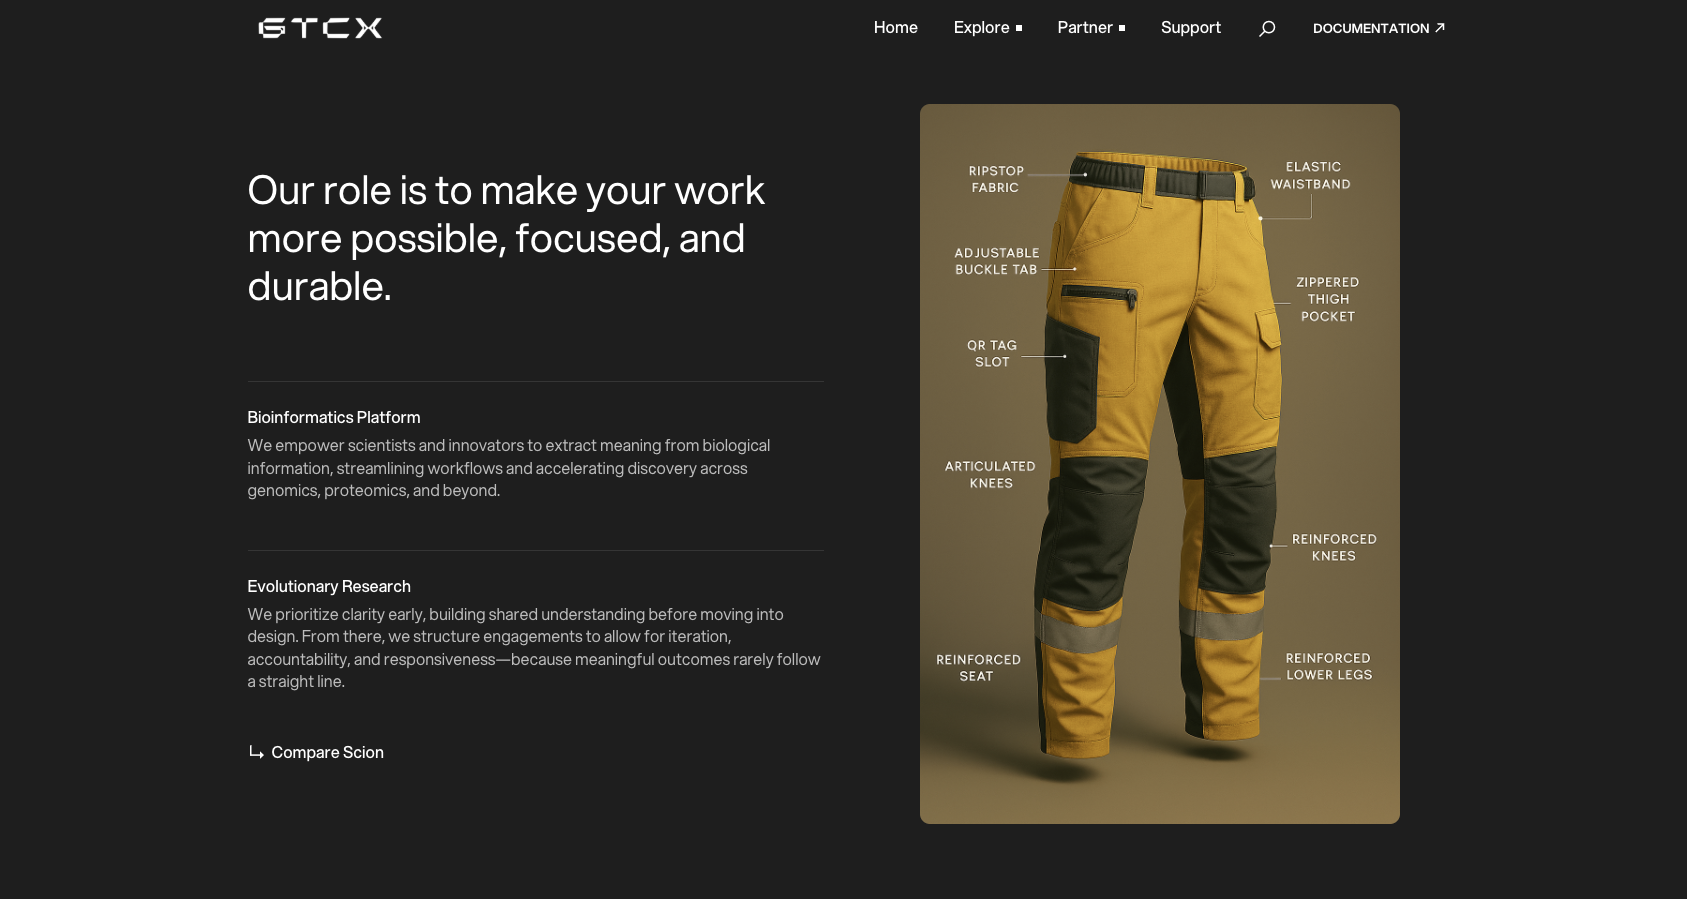 GTCX
Home Explore Partner Support DOCUMENTATION
Our role is to make your work
more possible, focused, and
durable.
Bioinformatics Platform
We empower scientists and innovators to extract meaning from biological
information, streamlining workflows and accelerating discovery across
genomics, proteomics, and beyond.
Evolutionary Research
We prioritize clarity early, building shared understanding before moving into
design. From there, we structure engagements to allow for iteration,
accountability, and responsiveness—because meaningful outcomes rarely follow
a straight line.
Compare Scion
RIPSTOP
FABRIC
ELASTIC
WAISTBAND
ADJUSTABLE
BUCKLE TAB
ZIPPERED
THIGH
POCKET
QR TAG
SLOT
ARTICULATED
KNEES
REINFORCED
KNEES
REINFORCED
SEAT
REINFORCED
LOWER LEGS